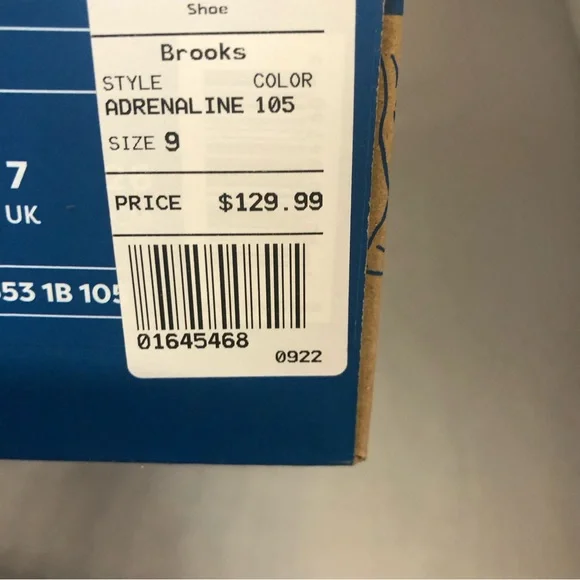 Shoe
Brooks
STYLE COLOR
ADRENALINE 105
SIZE 9
PRICE $129.99
01645468
0922
7
UK
53 1B 105